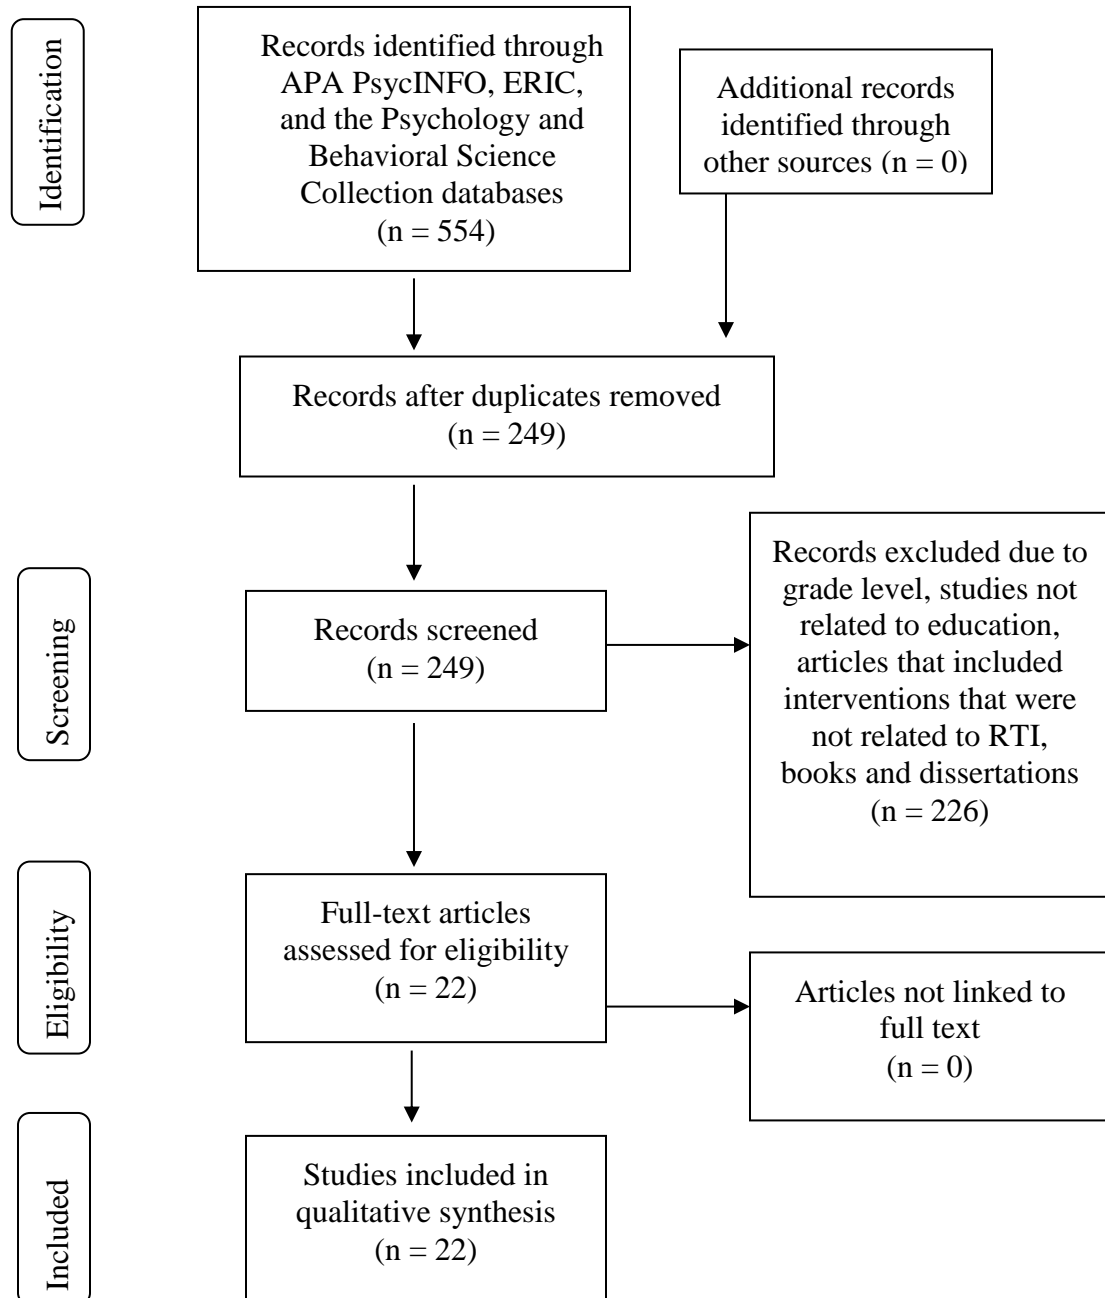 Identification
Records identified through
APA PsycINFO, ERIC,
and the Psychology and
Behavioral Science
Collection databases
(n = 554)
Additional records
identified through
other sources (n = 0)
Records after duplicates removed
(n = 249)
Screening
Records screened
(n = 249)
Records excluded due to
grade level, studies not
related to education,
articles that included
interventions that were
not related to RTI,
books and dissertations
(n = 226)
Eligibility
Full-text articles
assessed for eligibility
(n = 22)
Articles not linked to
full text
(n = 0)
Included
Studies included in
qualitative synthesis
(n = 22)